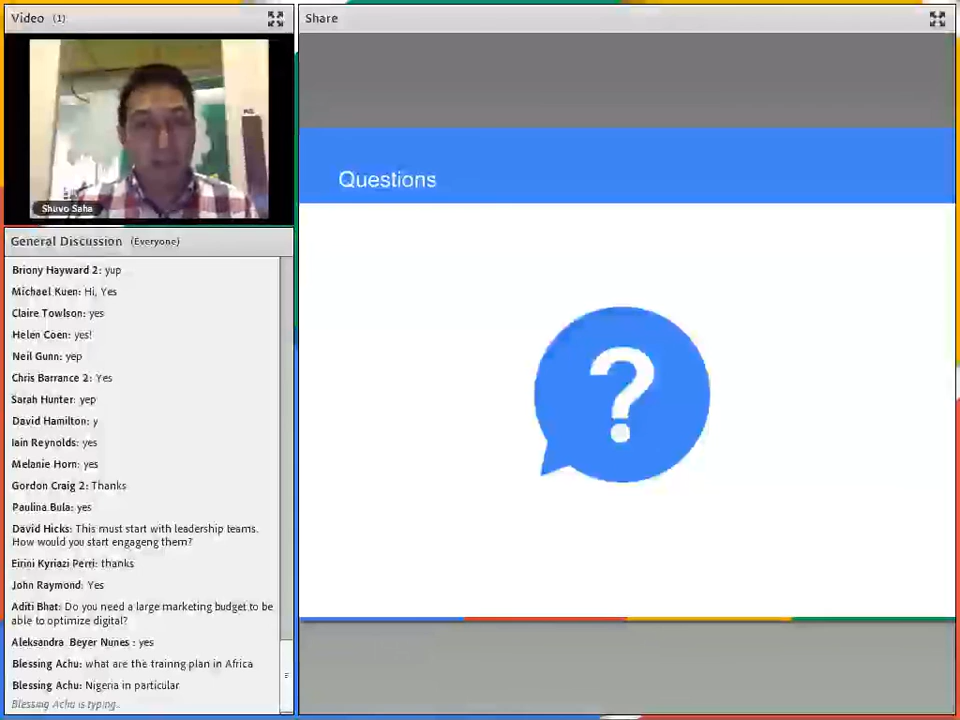 Video (1)
Shuvo Saha
General Discussion (Everyone)
Briony Hayward 2: yup
Michael Kuen: Hi, Yes
Claire Towlson: yes
Helen Coen: yes!
Neil Gunn: yep
Chris Barrance 2: Yes
Sarah Hunter: yep
David Hamilton: y
Iain Reynolds: yes
Melanie Horn: yes
Gordon Craig 2: Thanks
Paulina Bula: yes
David Hicks: This must start with leadership teams.
How would you start engageng them?
Eirini Kyriazi Perri: thanks
John Raymond: Yes
Aditi Bhat: Do you need a large marketing budget to be
able to optimize digital?
Aleksandra Beyer Nunes : yes
Blessing Achu: what are the trainng plan in Africa
Blessing Achu: Nigeria in particular
Blessing Achu is typing..
Share
Questions
?